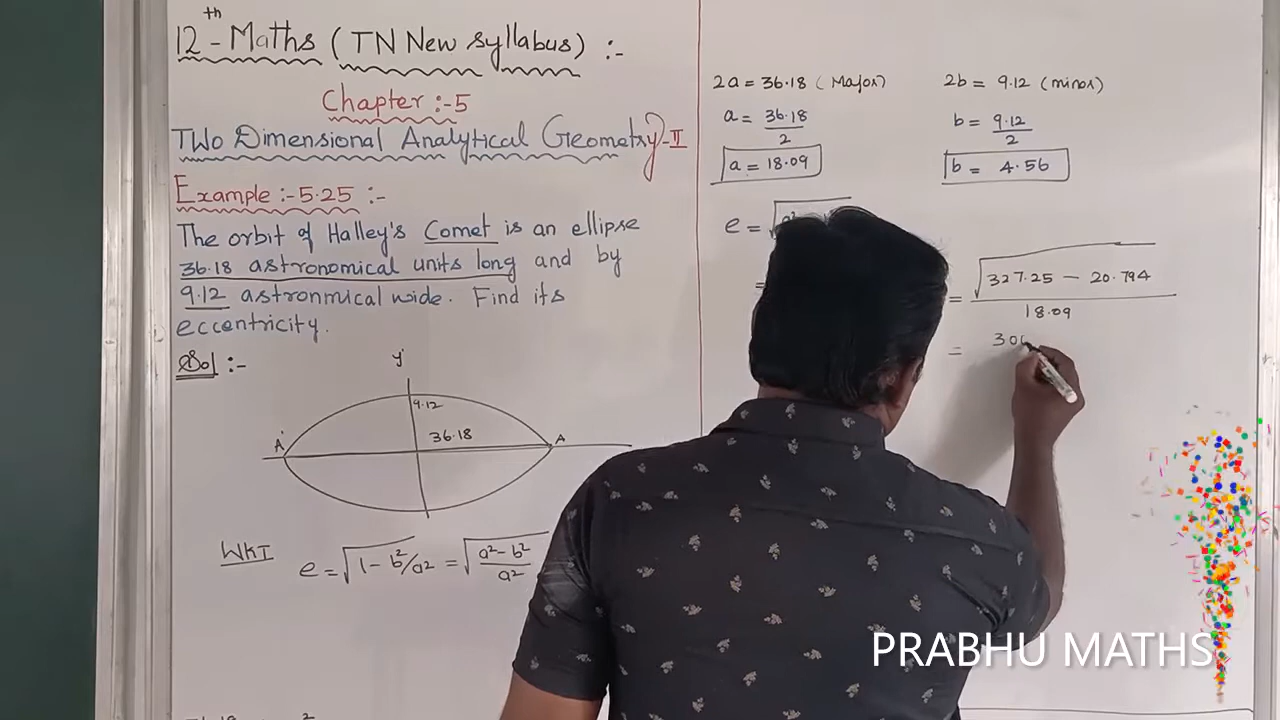 12th - Maths ( TN New Syllabus) :-
Chapter :-5
Two Dimensional Analytical Geometry-II
Example :-5.25 :-
The orbit of Halley's Comet is an ellipse
36.18 astronomical units long and by
9.12 astronmical wide. Find its
eccentricity.
Sol :-
y'
9.12
36.18
A'
A
WKT
e = √1 - b²/a² = √a² - b²
a²
2a = 36.18 ( Major)
a = 36.18
2
a = 18.09
2b = 9.12 (minor)
b = 9.12
2
b = 4.56
e = √
= √327.25 - 20.794
18.09
= 30
PRABHU MATHS